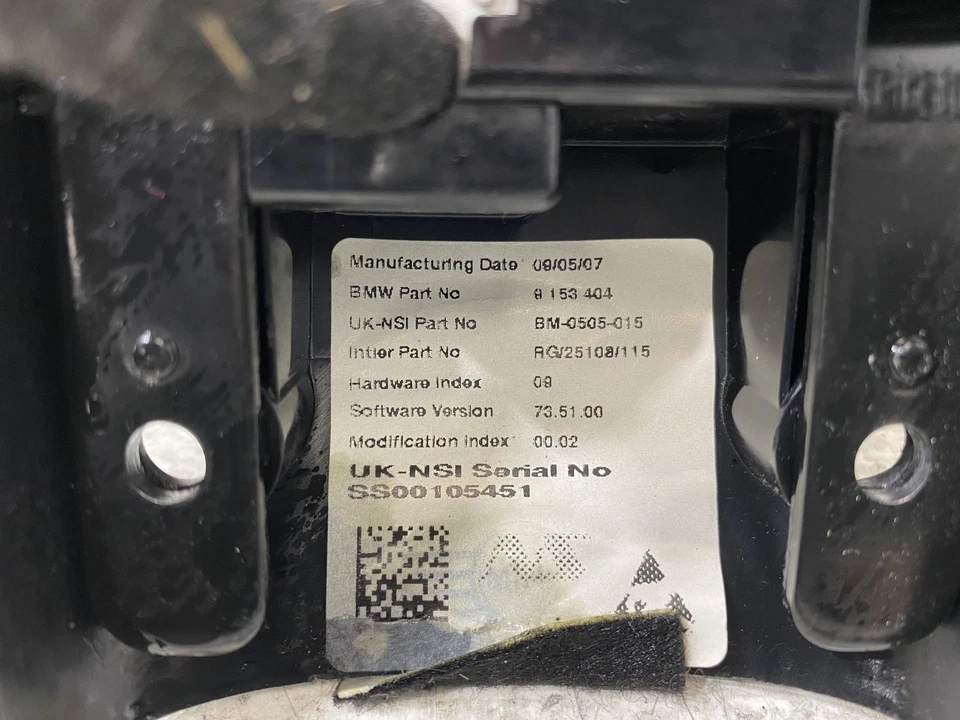 Manufacturing Date 09/05/07
BMW Part No 9 153 404
UK-NSI Part No BM-0505-015
Intier Part No RG/25108/115
Hardware Index 09
Software Version 73.51.00
Modification Index 00.02
UK-NSI Serial No
SS00105451